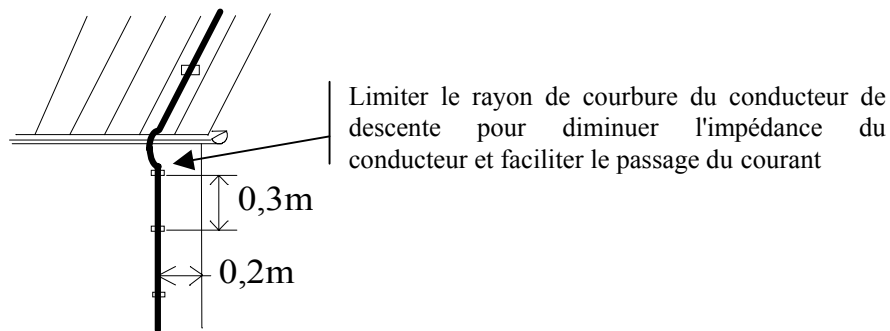 Limiter le rayon de courbure du conducteur de
descente pour diminuer l'impédance du
conducteur et faciliter le passage du courant
0,3m
0,2m